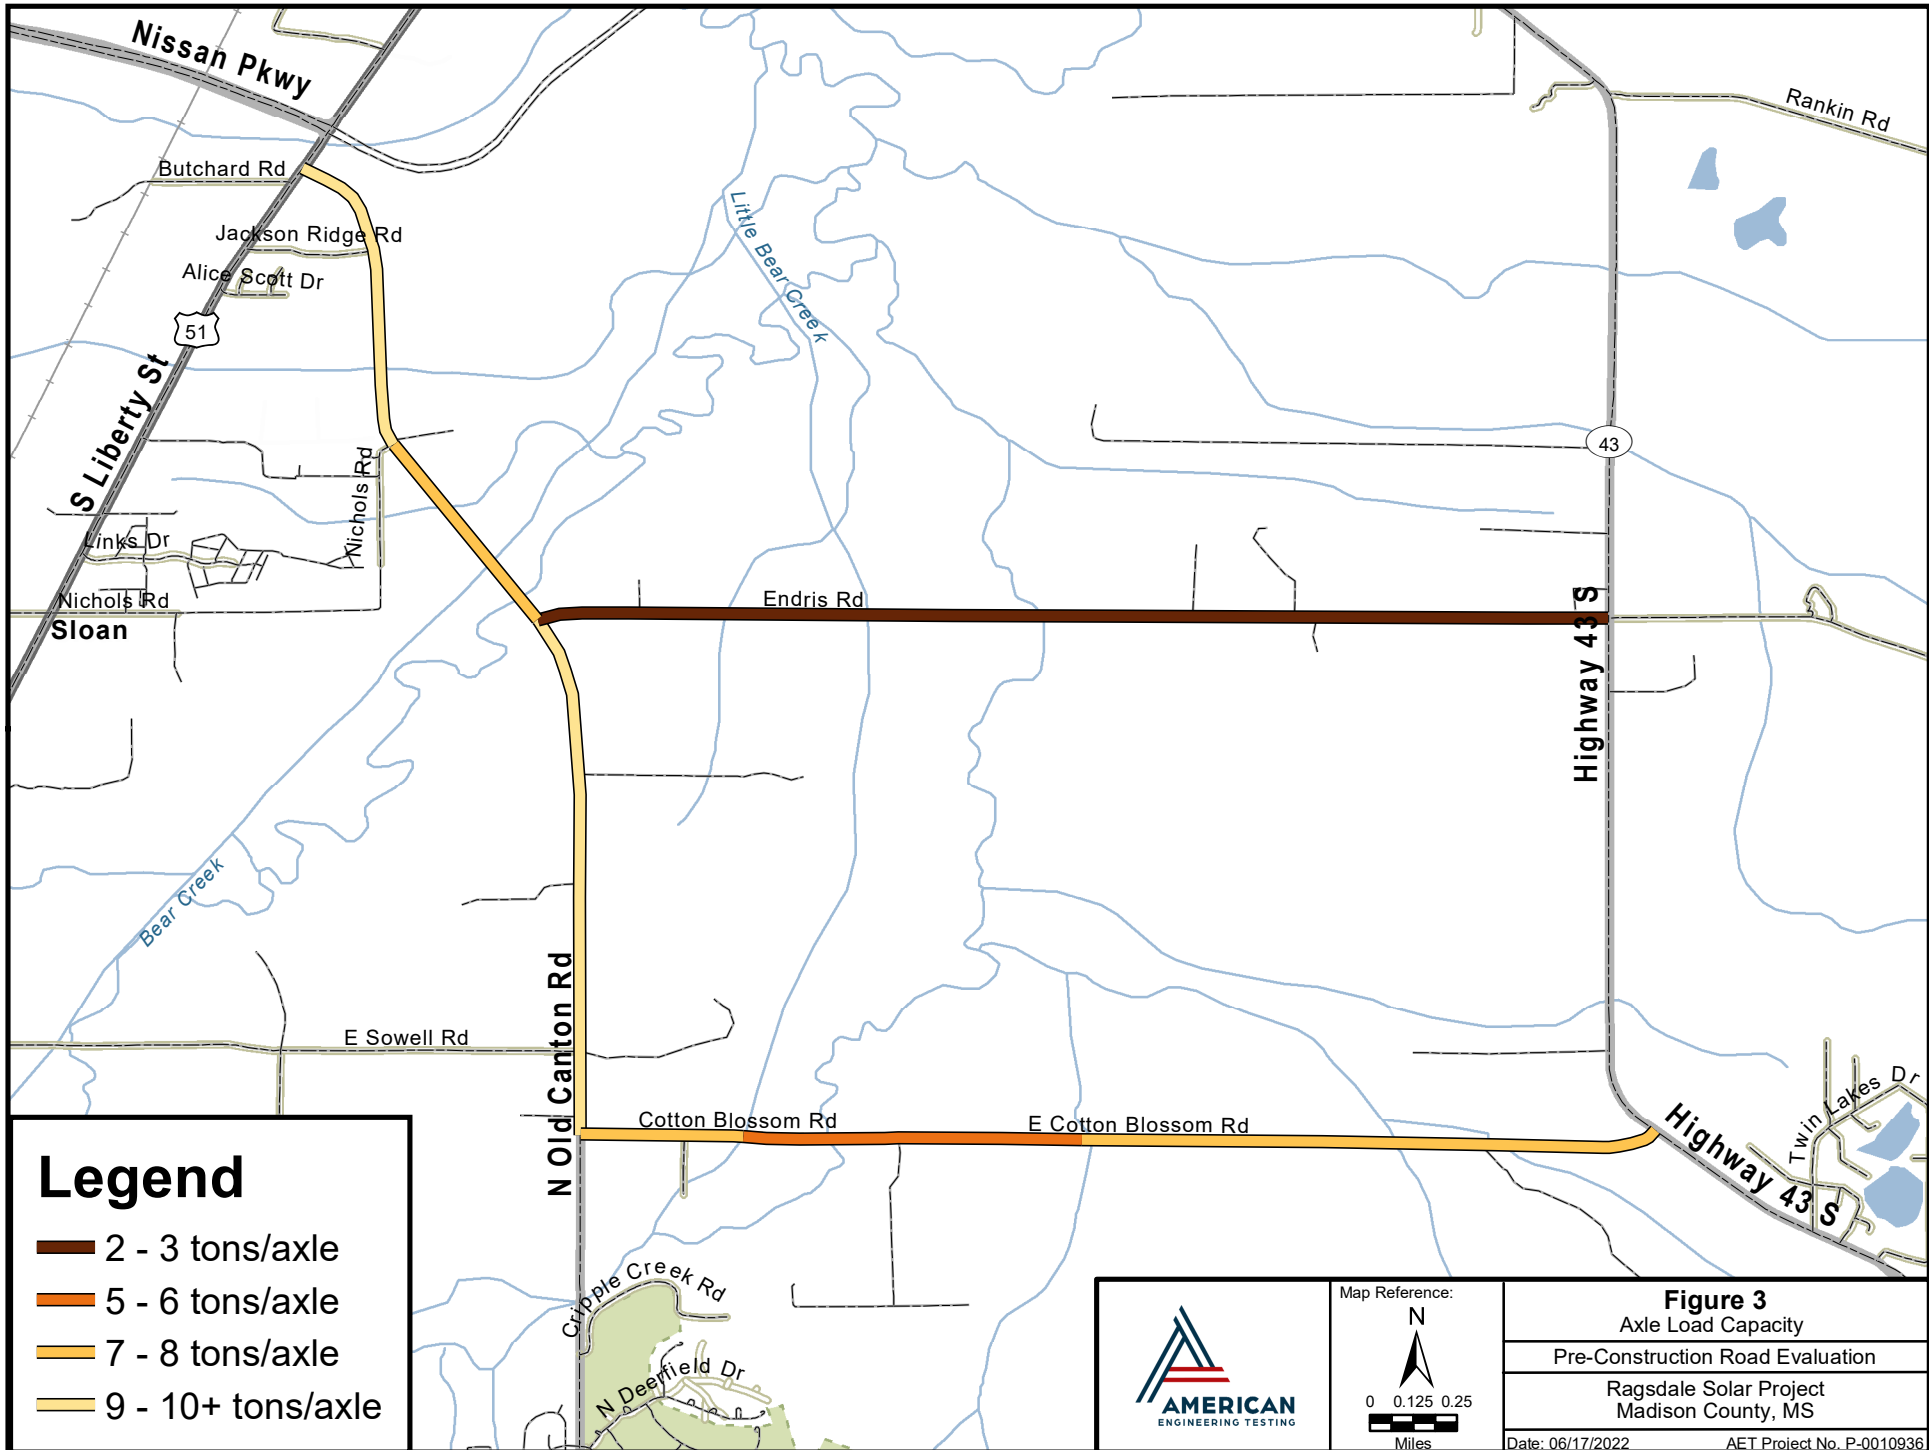 Nissan Pkwy
Rankin Rd
Butchard Rd
Jackson Ridge Rd
Alice Scott Dr
51
Little Bear Creek
S Liberty St
43
Nichols Rd
Links Dr
Nichols Rd
Sloan
Endris Rd
Highway 43 S
Bear Creek
E Sowell Rd
N Old Canton Rd
Cotton Blossom Rd
E Cotton Blossom Rd
Twin Lakes Dr
Highway 43 S
Cripple Creek Rd
N Deerfield Dr
Legend
2 - 3 tons/axle
5 - 6 tons/axle
7 - 8 tons/axle
9 - 10+ tons/axle
AMERICAN
ENGINEERING TESTING
Map Reference:
N
0 0.125 0.25
Miles
Figure 3
Axle Load Capacity
Pre-Construction Road Evaluation
Ragsdale Solar Project
Madison County, MS
Date: 06/17/2022 AET Project No. P-0010936